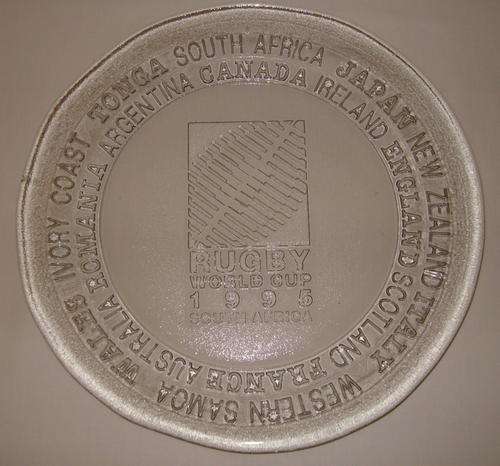 SOUTH AFRICA JAPAN NEW ZEALAND ITALY WESTERN SAMOA WALES IVORY COAST TONGA
CANADA IRELAND ENGLAND SCOTLAND FRANCE AUSTRALIA ROMANIA ARGENTINA
RUGBY
WORLD CUP
1995
SOUTH AFRICA